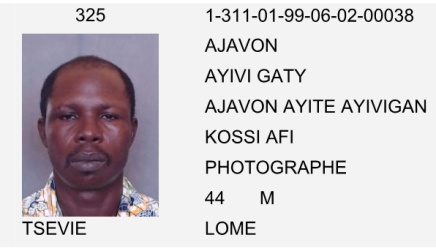 325
1-311-01-99-06-02-00038
AJAVON
AYIVI GATY
AJAVON AYITE AYIVIGAN
KOSSI AFI
PHOTOGRAPHE
44 M
TSEVIE
LOME